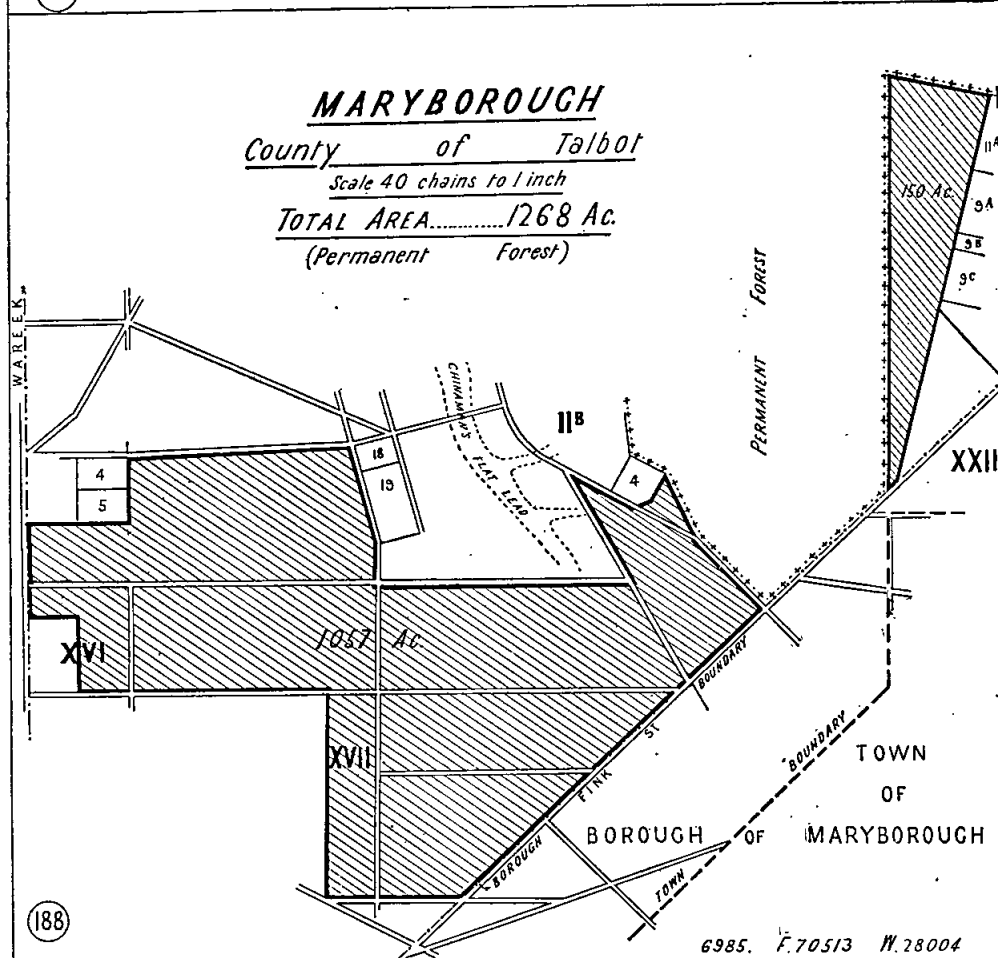 MARYBOROUGH
County of Talbot
Scale 40 chains to 1 inch
TOTAL AREA..........1268 Ac.
(Permanent Forest)
150 Ac.
11A
9A
9B
9C
PERMANENT FOREST
WAREEK
CHINAMAN'S FLAT LEAD
11B
18
19
4
4
5
XXII
XVI
1057 Ac.
XVII
BOROUGH FINK ST BOUNDARY
TOWN BOUNDARY
TOWN
OF
BOROUGH OF MARYBOROUGH
188
6985. F.70513 W.28004